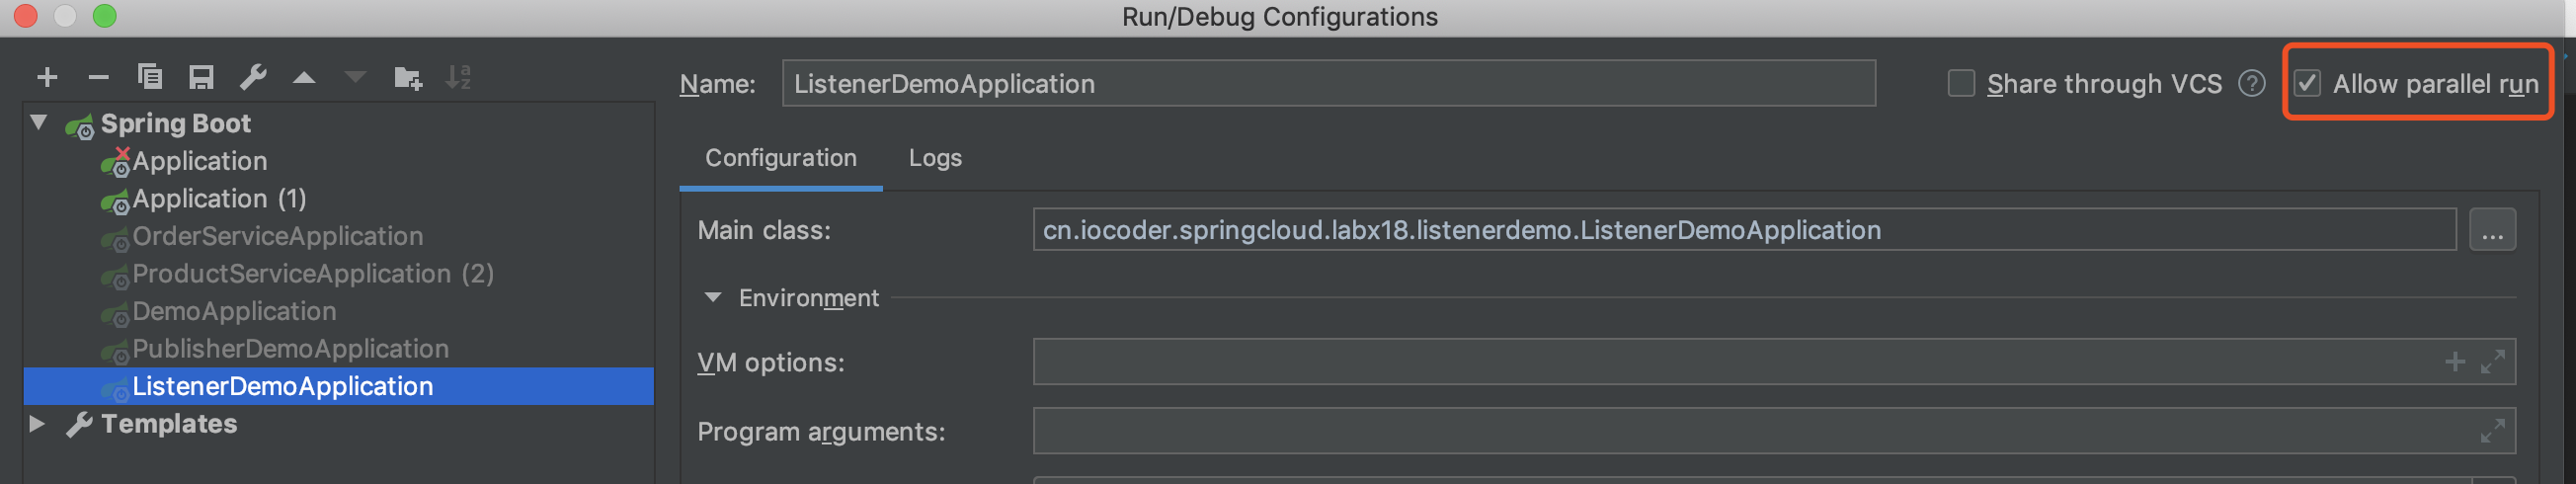 Run/Debug Configurations
Name: ListenerDemoApplication Share through VCS ? Allow parallel run
Spring Boot
Application
Application (1)
OrderServiceApplication
ProductServiceApplication (2)
DemoApplication
PublisherDemoApplication
ListenerDemoApplication
Templates
Configuration Logs
Main class: cn.iocoder.springcloud.labx18.listenerdemo.ListenerDemoApplication ...
Environment
VM options:
Program arguments: